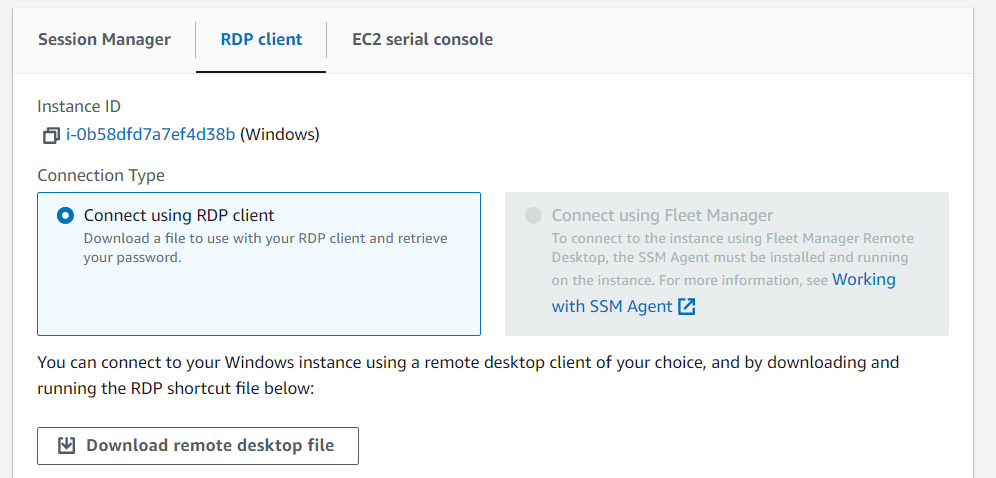 Session Manager
RDP client
EC2 serial console
Instance ID
i-0b58dfd7a7ef4d38b (Windows)
Connection Type
Connect using RDP client
Download a file to use with your RDP client and retrieve
your password.
Connect using Fleet Manager
To connect to the instance using Fleet Manager Remote
Desktop, the SSM Agent must be installed and running
on the instance. For more information, see Working
with SSM Agent
You can connect to your Windows instance using a remote desktop client of your choice, and by downloading and
running the RDP shortcut file below:
Download remote desktop file